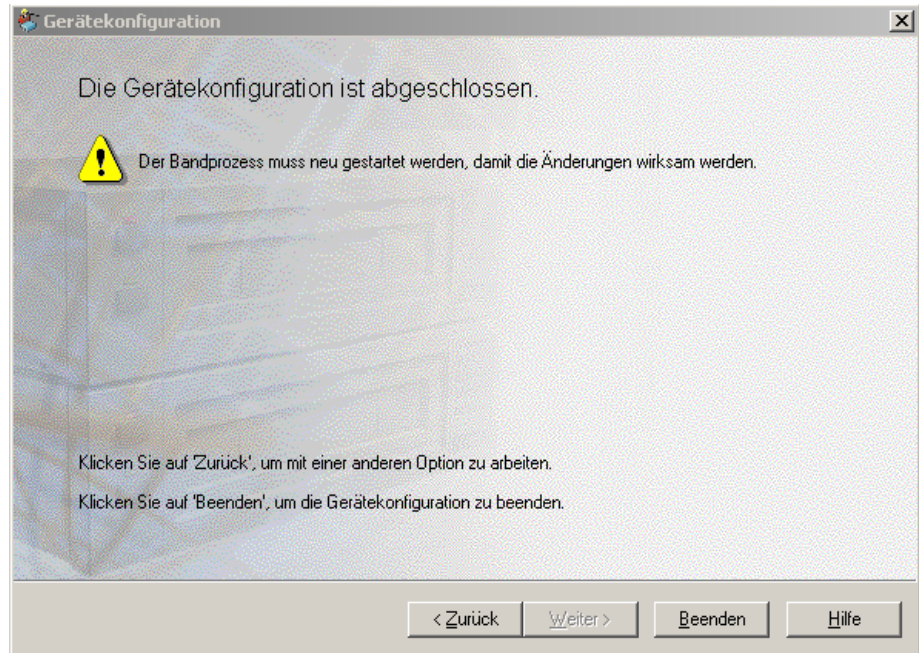 Gerätekonfiguration
Die Gerätekonfiguration ist abgeschlossen.
Der Bandprozess muss neu gestartet werden, damit die Änderungen wirksam werden.
Klicken Sie auf 'Zurück', um mit einer anderen Option zu arbeiten.
Klicken Sie auf 'Beenden', um die Gerätekonfiguration zu beenden.
< Zurück Weiter > Beenden Hilfe